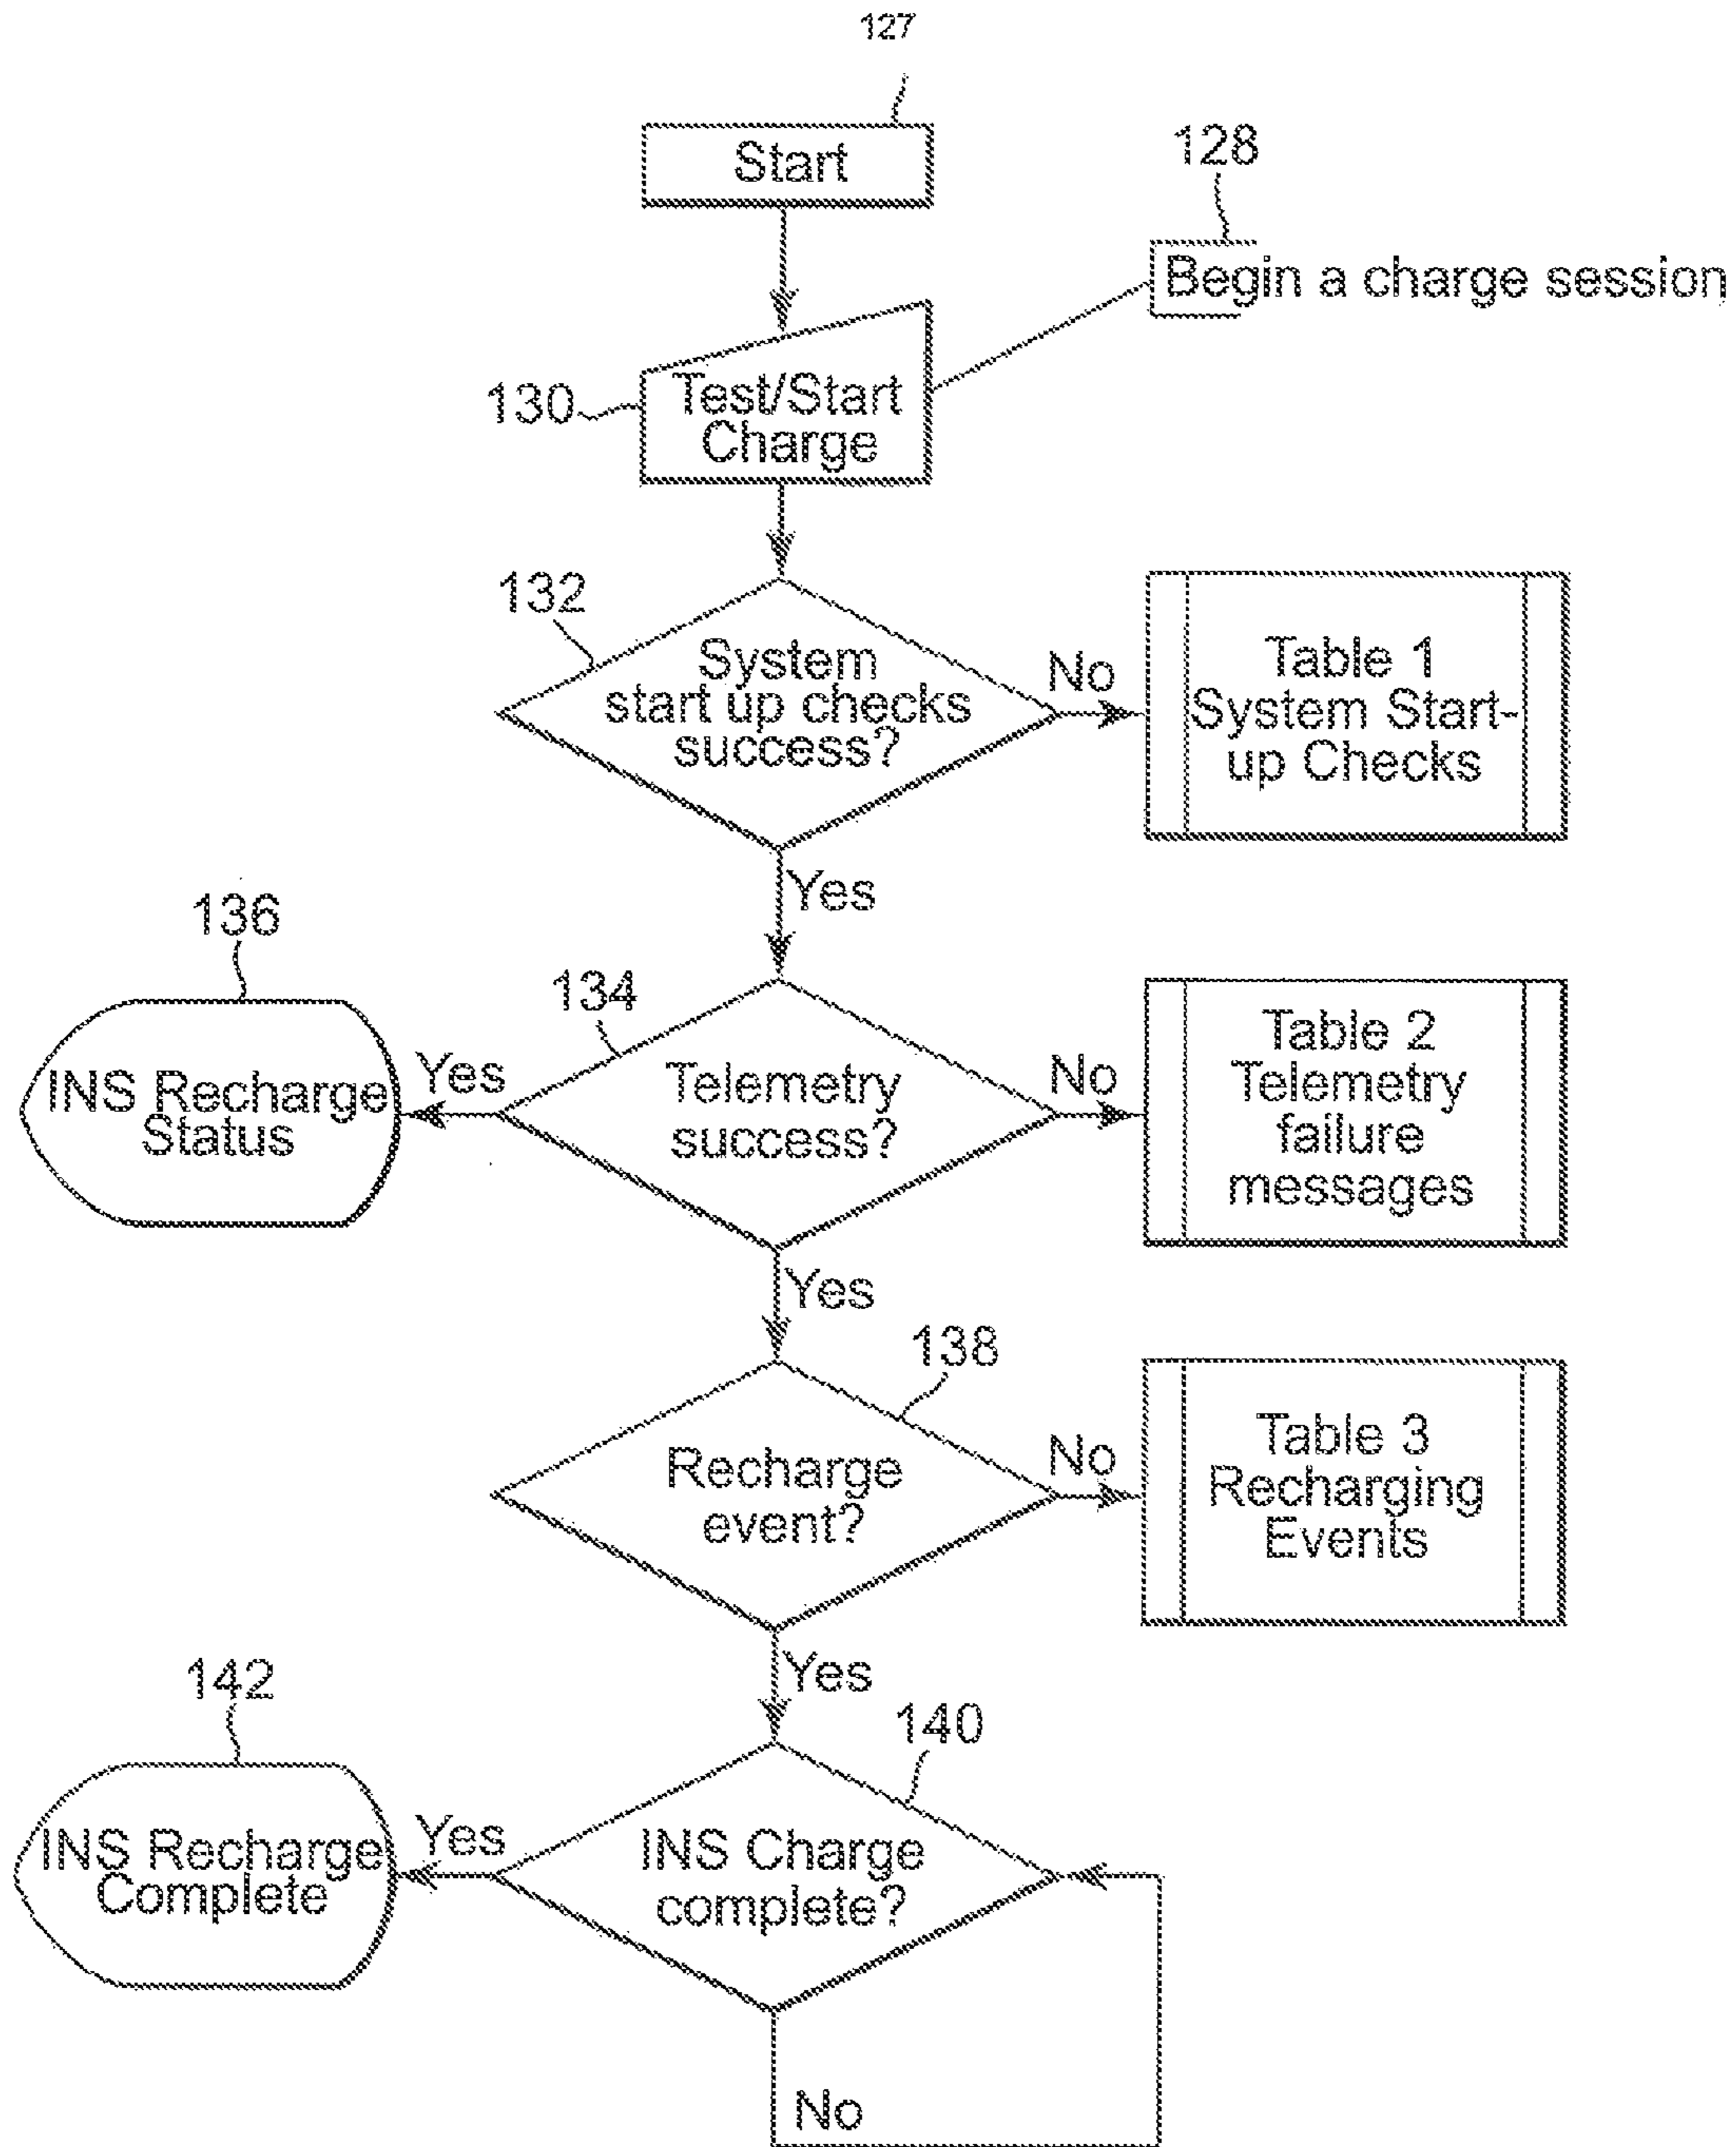 127
Start
128
Begin a charge session
130
Test/Start
Charge
132
System
start up checks
success?
No
Table 1
System Start-
up Checks
Yes
136
134
INS Recharge
Status
Yes
Telemetry
success?
No
Table 2
Telemetry
failure
messages
Yes
138
Recharge
event?
No
Table 3
Recharging
Events
Yes
142
140
INS Recharge
Complete
Yes
INS Charge
complete?
No